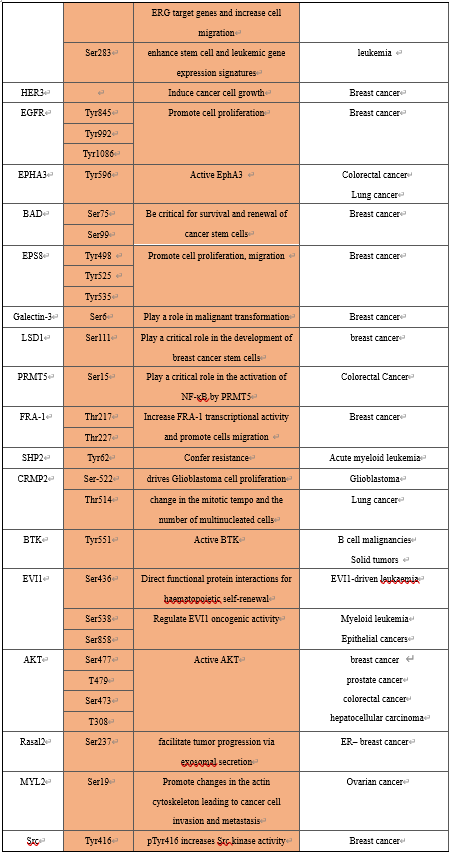 ERG target genes and increase cell
migration
Ser283 enhance stem cell and leukemic gene leukemia
expression signatures
HER3 Induce cancer cell growth Breast cancer
EGFR Tyr845 Promote cell proliferation Breast cancer
Tyr992
Tyr1086
EPHA3 Tyr596 Active EphA3 Colorectal cancer
Lung cancer
BAD Ser75 Be critical for survival and renewal of Breast cancer
Ser99 cancer stem cells
EPS8 Tyr498 Promote cell proliferation, migration Breast cancer
Tyr525
Tyr535
Galectin-3 Ser6 Play a role in malignant transformation Breast cancer
LSD1 Ser111 Play a critical role in the development of breast cancer
breast cancer stem cells
PRMT5 Ser15 Play a critical role in the activation of Colorectal Cancer
NF-κB by PRMT5
FRA-1 Thr217 Increase FRA-1 transcriptional activity Breast cancer
Thr227 and promote cells migration
SHP2 Tyr62 Confer resistance Acute myeloid leukemia
CRMP2 Ser-522 drives Glioblastoma cell proliferation Glioblastoma
Thr514 change in the mitotic tempo and the Lung cancer
number of multinucleated cells
BTK Tyr551 Active BTK B cell malignancies
Solid tumors
EVI1 Ser436 Direct functional protein interactions for EVI1-driven leukaemia
haematopoietic self-renewal
Ser538 Regulate EVI1 oncogenic activity Myeloid leukemia
Ser858 Epithelial cancers
AKT Ser477 Active AKT breast cancer
T479 prostate cancer
Ser473 colorectal cancer
T308 hepatocellular carcinoma
Rasal2 Ser237 facilitate tumor progression via ER– breast cancer
exosomal secretion
MYL2 Ser19 Promote changes in the actin Ovarian cancer
cytoskeleton leading to cancer cell
invasion and metastasis
Src Tyr416 pTyr416 increases Src kinase activity Breast cancer